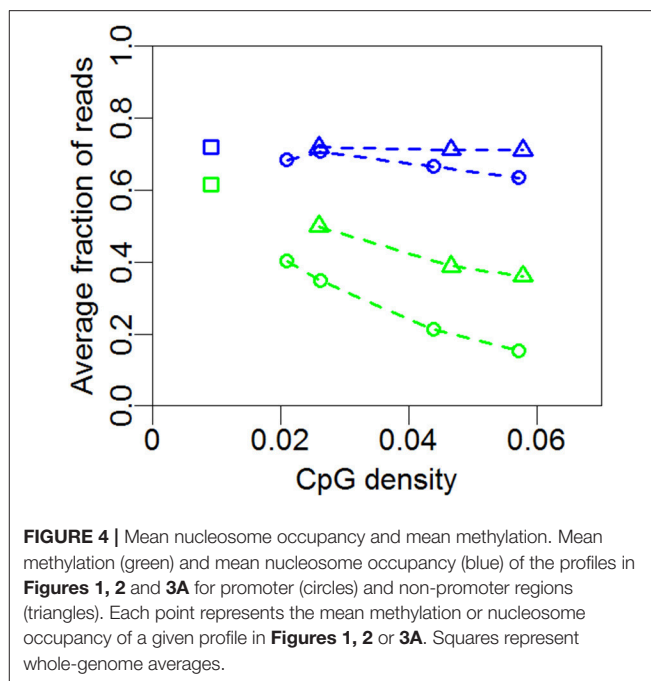 1.0
0.8
0.6
0.4
0.2
0.0
Average fraction of reads
0 0.02 0.04 0.06
CpG density
FIGURE 4 | Mean nucleosome occupancy and mean methylation. Mean
methylation (green) and mean nucleosome occupancy (blue) of the profiles in
Figures 1, 2 and 3A for promoter (circles) and non-promoter regions
(triangles). Each point represents the mean methylation or nucleosome
occupancy of a given profile in Figures 1, 2 or 3A. Squares represent
whole-genome averages.